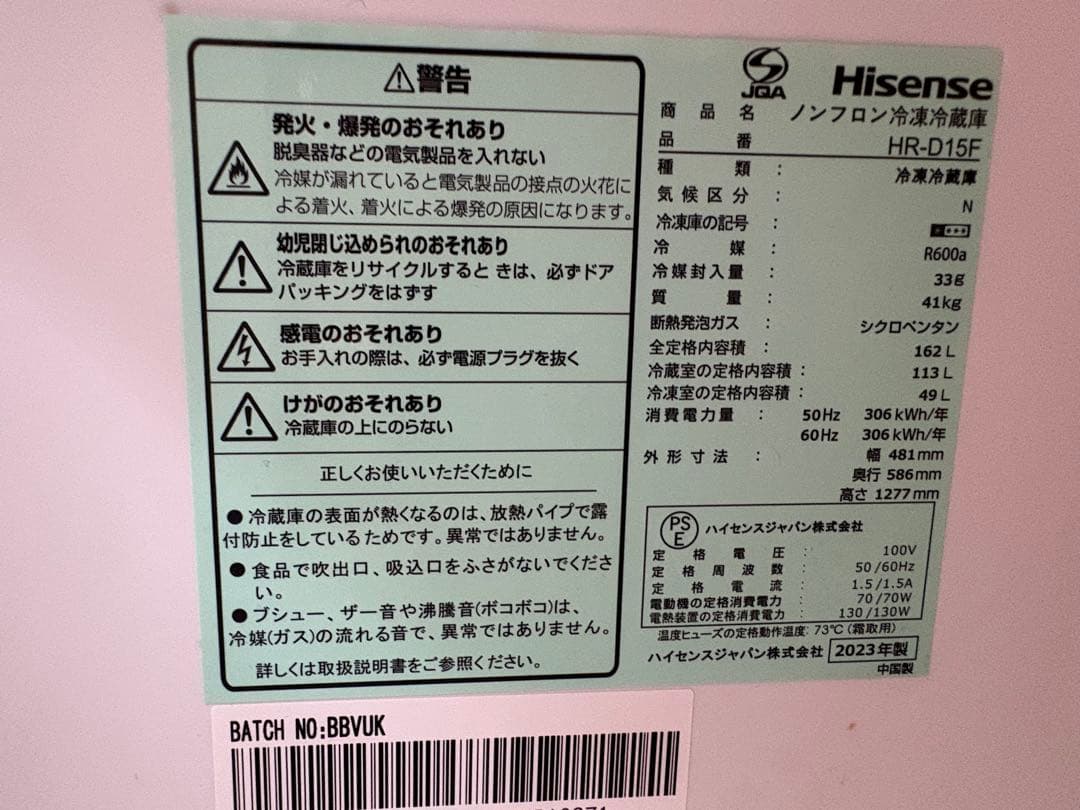 ⚠警告
発火・爆発のおそれあり
脱臭器などの電気製品を入れない
冷媒が漏れていると電気製品の接点の火花に
よる着火、着火による爆発の原因になります。
幼児閉じ込められのおそれあり
冷蔵庫をリサイクルすると きは、必ずドア
パッキングをはずす
感電のおそれあり
お手入れの際は、必ず電源プラグを抜く
けがのおそれあり
冷蔵庫の上にのらない
正しくお使いいただくために
● 冷蔵庫の表面が熱くなるのは、放熱パイプで露
付防止をしているためです。異常ではありません。
● 食品で吹出口、吸込口をふさがないでくださ
い。
● ブシュー、ザー音や沸騰音(ボコボコ)は、
冷媒(ガス)の流れる音で、異常ではありません。
詳しくは取扱説明書をご参照ください。
JQA
Hisense
商品名 ノンフロン冷凍冷蔵庫
品番 HR-D15F
種類 : 冷凍冷蔵庫
気候区分 : N
冷凍庫の記号 :
冷媒 : R600a
冷媒封入量 : 33g
質量 : 41kg
断熱発泡ガス : シクロペンタン
全定格内容積 : 162 L
冷蔵室の定格内容積 : 113 L
冷凍室の定格内容積 : 49 L
消費電力量 : 50Hz 306 kWh/年
60Hz 306 kWh/年
外形寸法 : 幅 481mm
奥行 586mm
高さ 1277mm
PSE ハイセンスジャパン株式会社
定格電圧 : 100V
定格周波数 : 50/60Hz
定格電流 : 1.5/1.5A
電動機の定格消費電力 : 70/70W
電熱装置の定格消費電力 : 130/130W
温度ヒューズの定格動作温度: 73℃ (霜取用)
ハイセンスジャパン株式会社 2023年製
中国製
BATCH NO:BBVUK